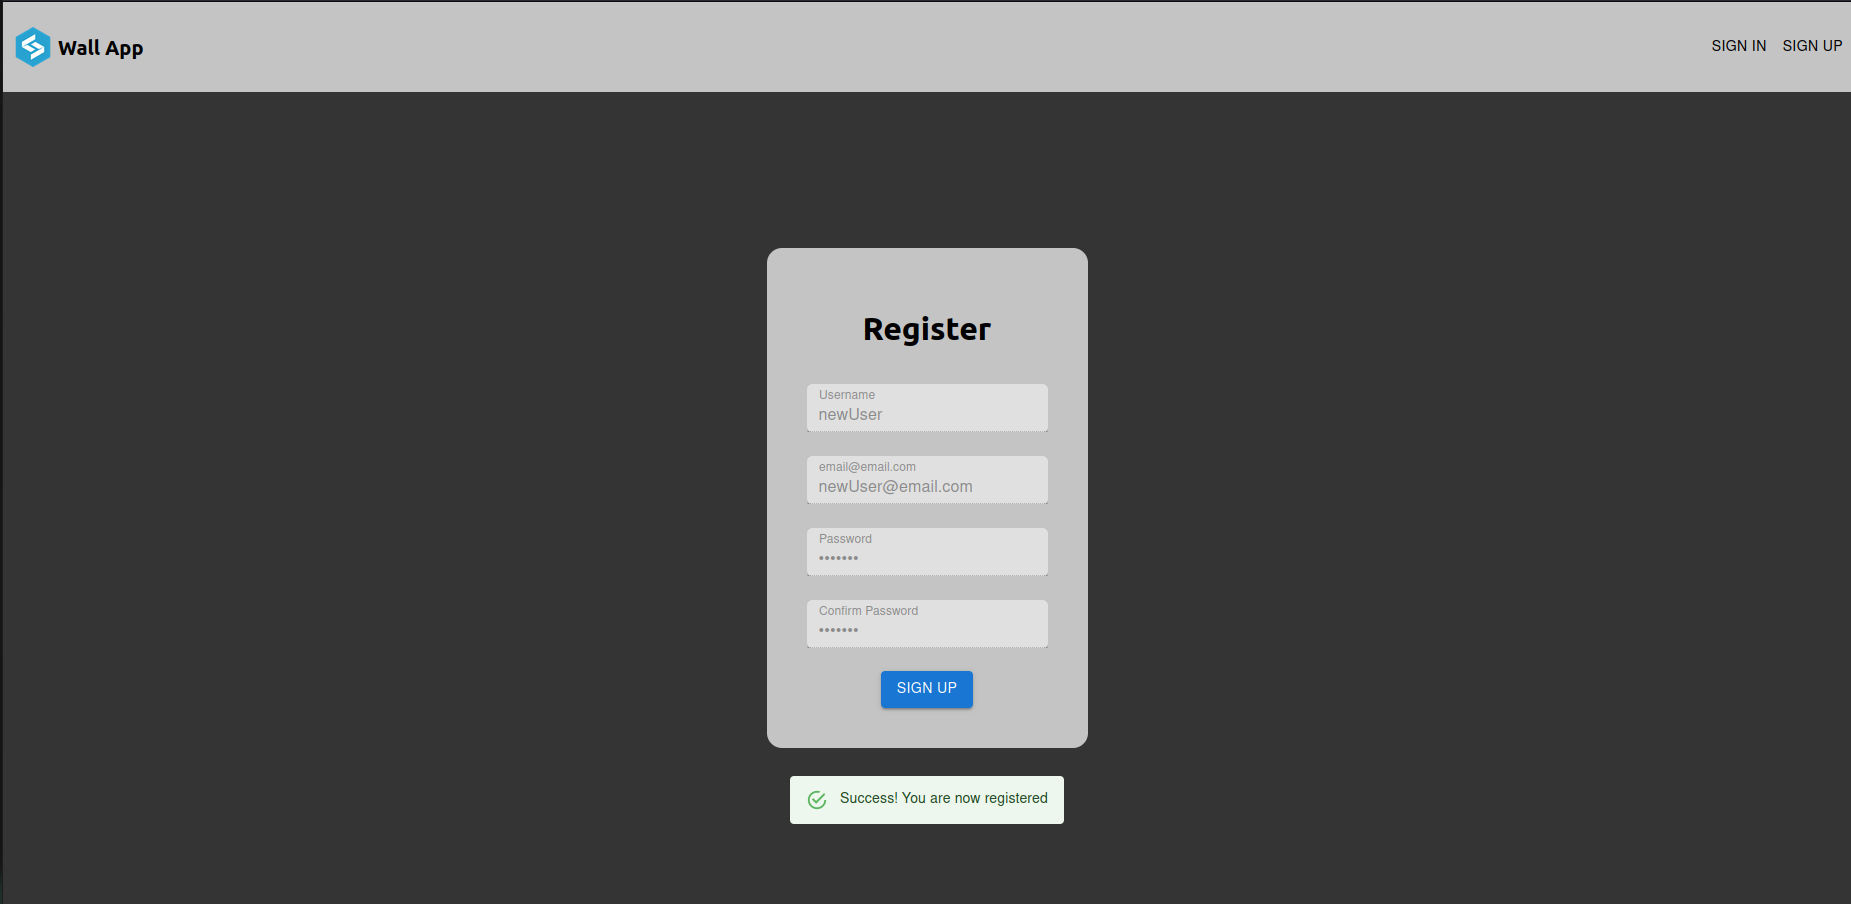 Wall App
SIGN IN SIGN UP
Register
Username
newUser
email@email.com
newUser@email.com
Password
•••••••
Confirm Password
•••••••
SIGN UP
Success! You are now registered